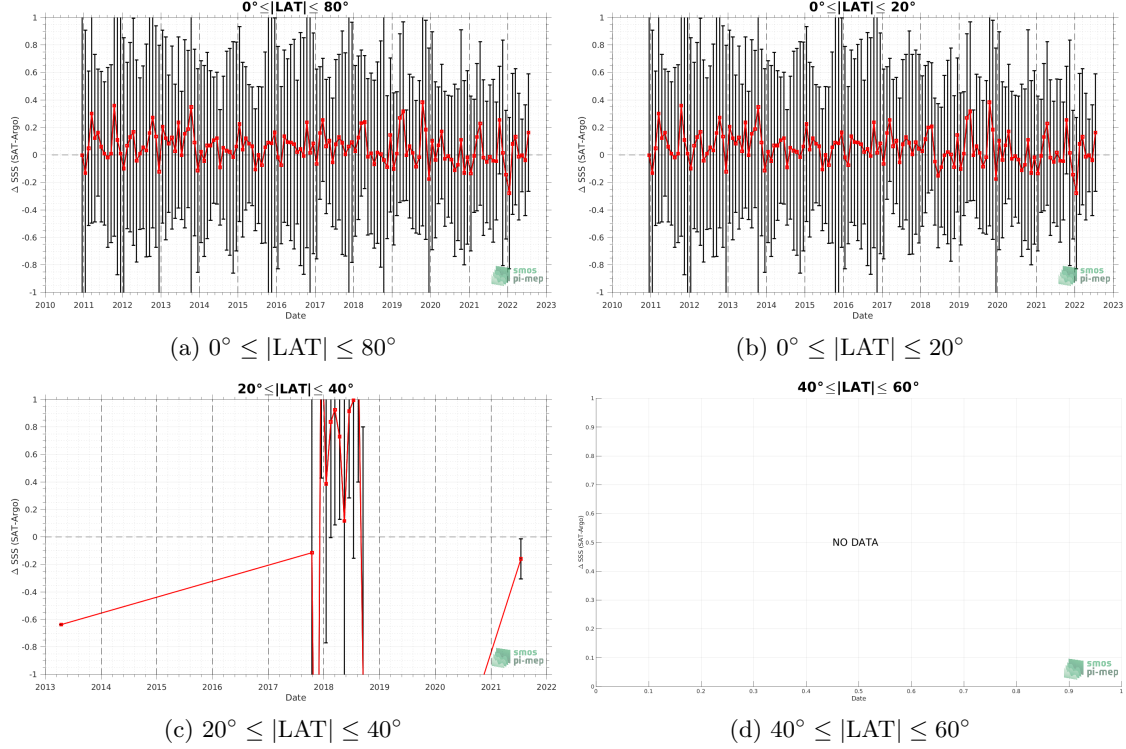 0°≤|LAT|≤ 80°
1
0.8
0.6
0.4
0.2
0
-0.2
-0.4
-0.6
-0.8
-1
Δ SSS (SAT-Argo)
2010 2011 2012 2013 2014 2015 2016 2017 2018 2019 2020 2021 2022 2023
Date
smos
pi-mep
(a) 0° ≤ |LAT| ≤ 80°
0°≤|LAT|≤ 20°
1
0.8
0.6
0.4
0.2
0
-0.2
-0.4
-0.6
-0.8
-1
Δ SSS (SAT-Argo)
2010 2011 2012 2013 2014 2015 2016 2017 2018 2019 2020 2021 2022 2023
Date
smos
pi-mep
(b) 0° ≤ |LAT| ≤ 20°
20°≤|LAT|≤ 40°
1
0.8
0.6
0.4
0.2
0
-0.2
-0.4
-0.6
-0.8
-1
Δ SSS (SAT-Argo)
2013 2014 2015 2016 2017 2018 2019 2020 2021 2022
Date
smos
pi-mep
(c) 20° ≤ |LAT| ≤ 40°
40°≤|LAT|≤ 60°
1
0.9
0.8
0.7
0.6
0.5
0.4
0.3
0.2
0.1
0
Δ SSS (SAT-Argo)
NO DATA
0 0.1 0.2 0.3 0.4 0.5 0.6 0.7 0.8 0.9 1
Date
smos
pi-mep
(d) 40° ≤ |LAT| ≤ 60°